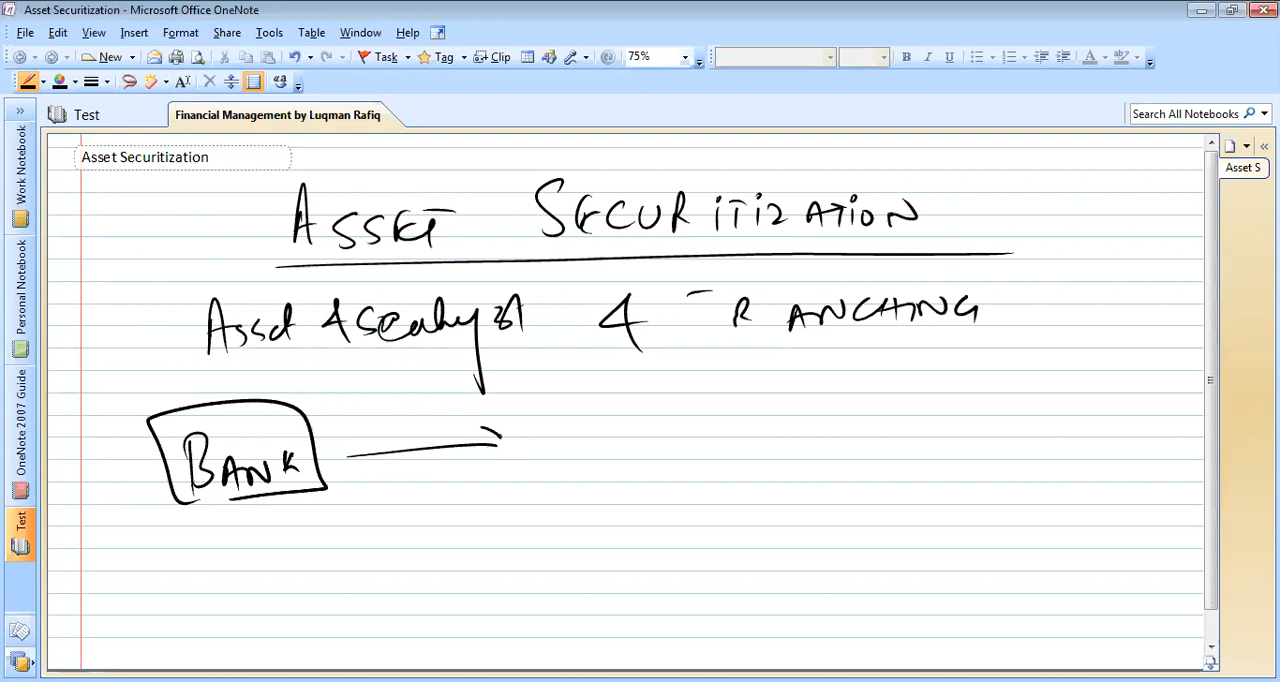 Asset Securitization - Microsoft Office OneNote
File Edit View Insert Format Share Tools Table Window Help
New Task Tag Clip 75% B I U
Test Financial Management by Luqman Rafiq Search All Notebooks
Asset Securitization
Asset S
Work Notebook
Personal Notebook
OneNote 2007 Guide
Test
ASSET SECURITIZATION
Asset & TRANCHING
BANK